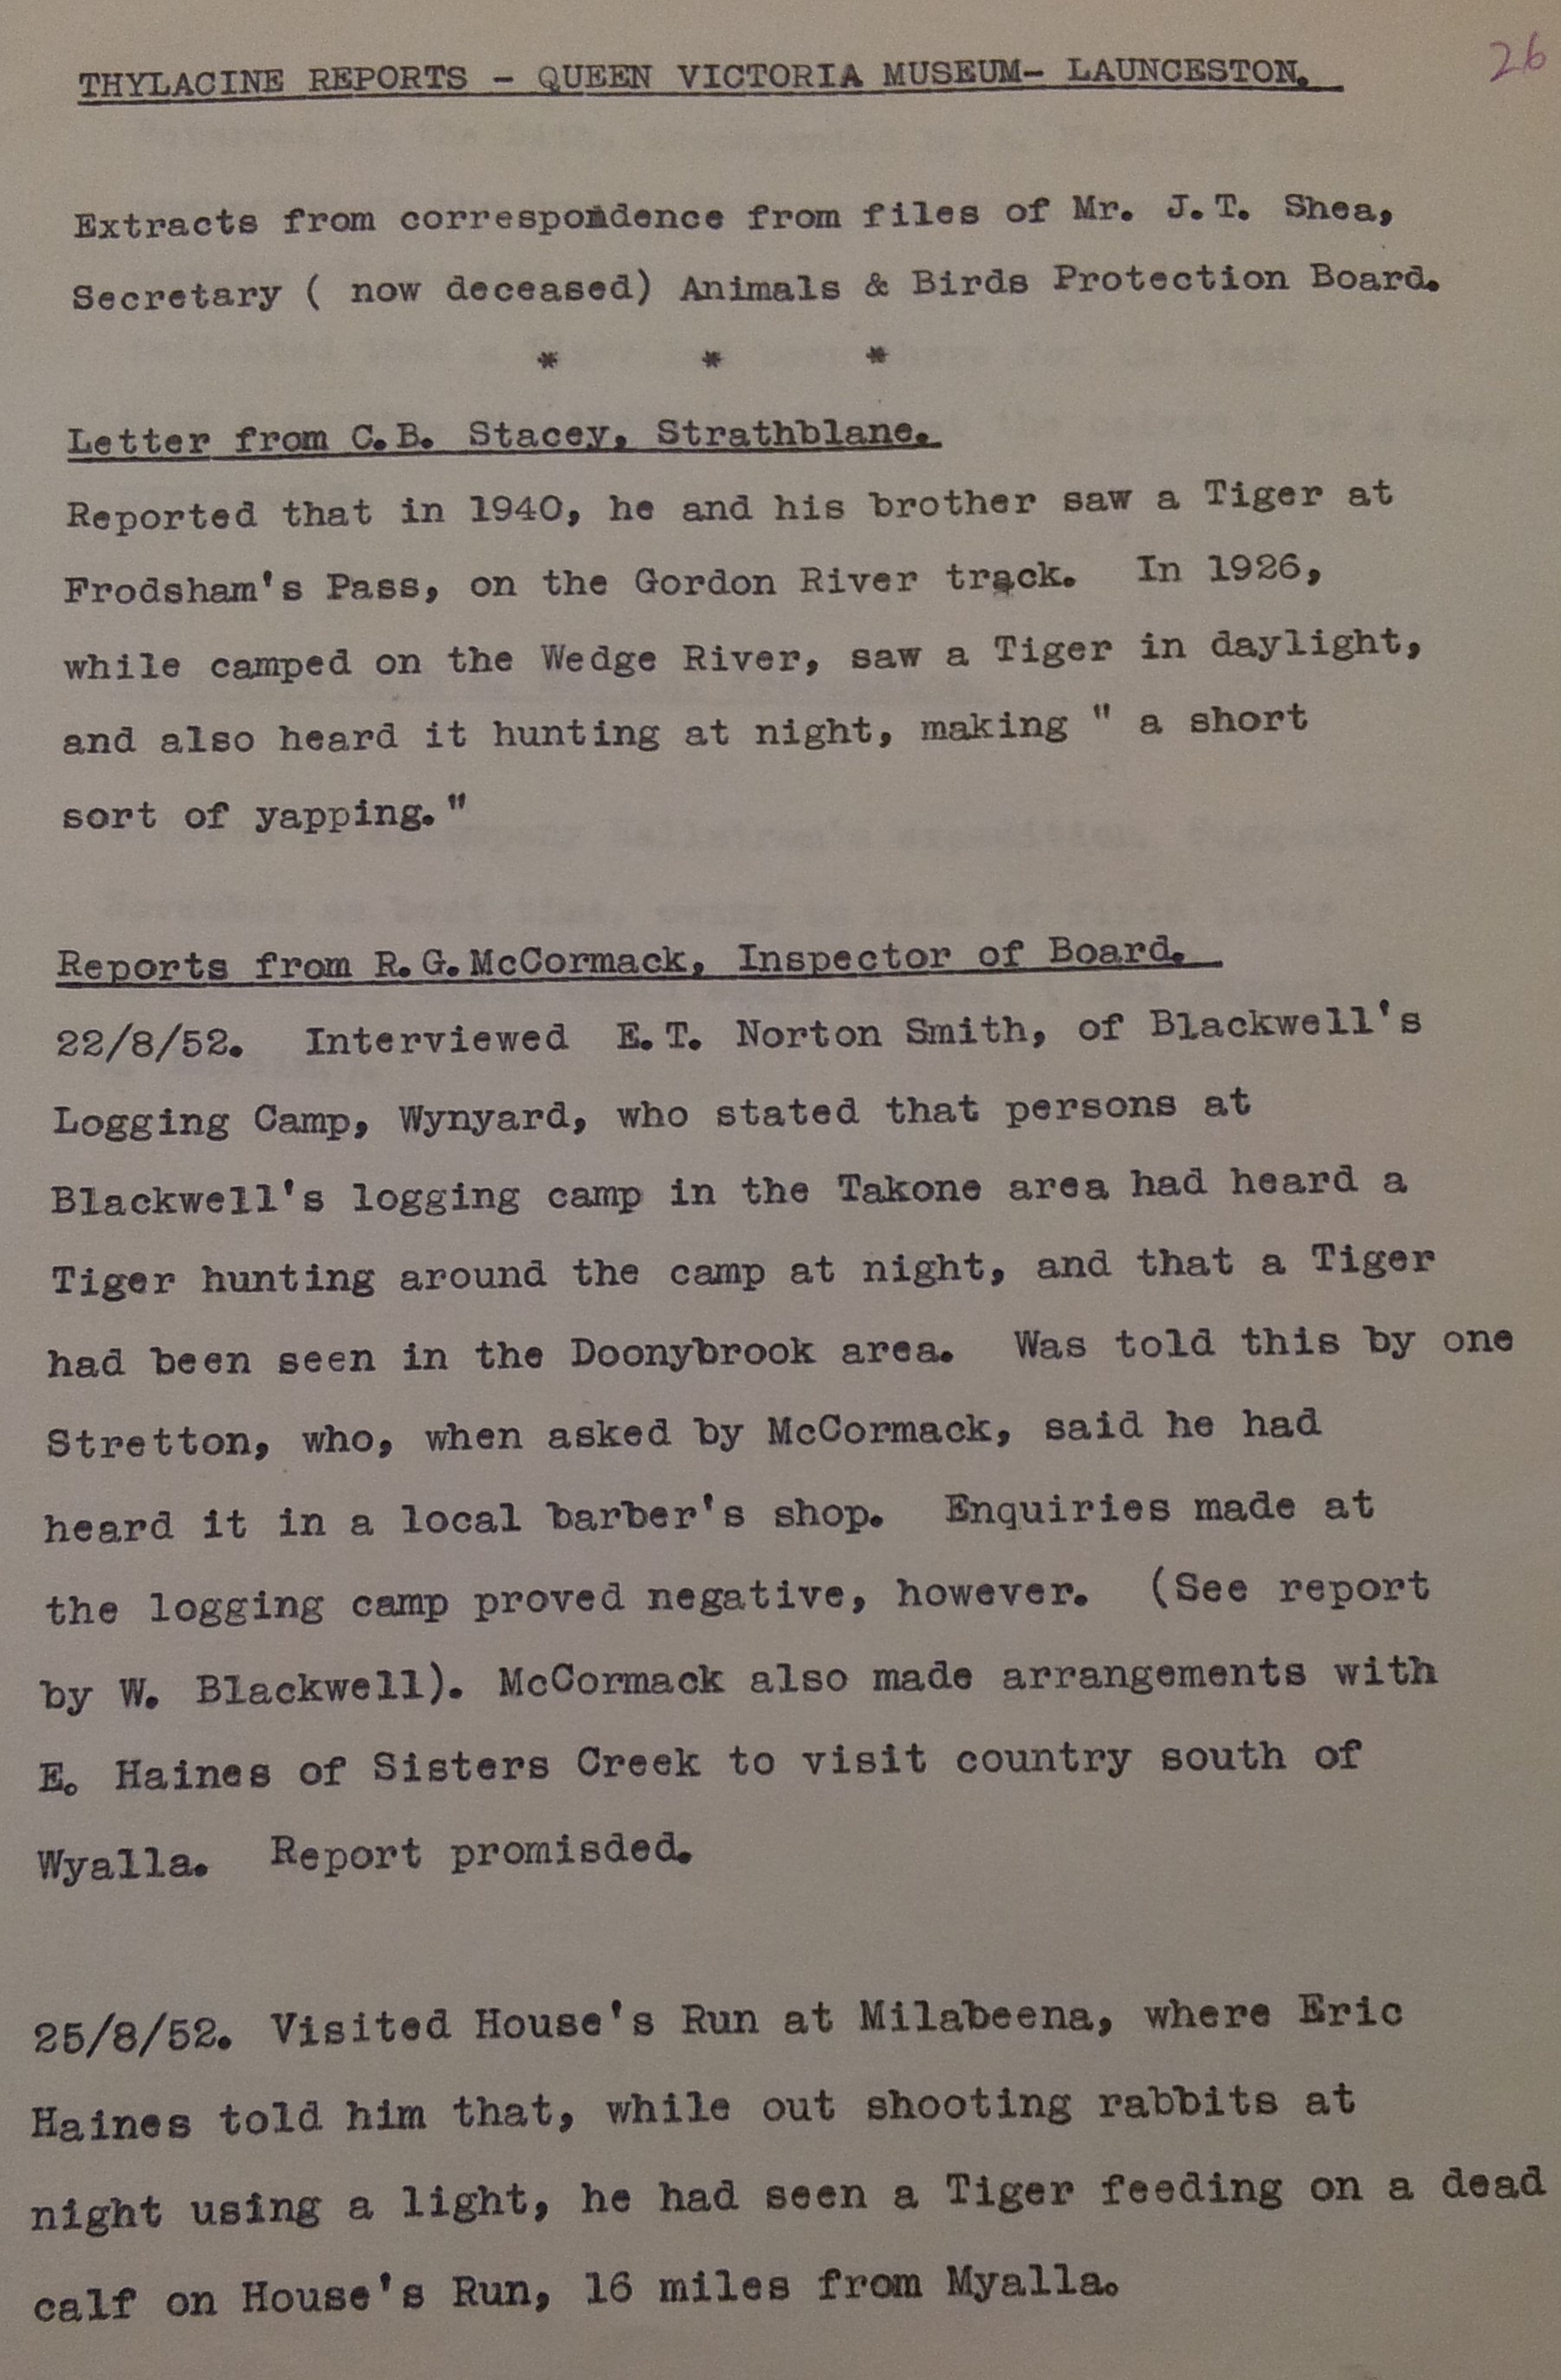 26
THYLACINE REPORTS - QUEEN VICTORIA MUSEUM- LAUNCESTON.
Extracts from correspondence from files of Mr. J.T. Shea,
Secretary ( now deceased) Animals & Birds Protection Board.
* * *
Letter from C.B. Stacey, Strathblane.
Reported that in 1940, he and his brother saw a Tiger at
Frodsham's Pass, on the Gordon River track. In 1926,
while camped on the Wedge River, saw a Tiger in daylight,
and also heard it hunting at night, making " a short
sort of yapping."
Reports from R.G.McCormack, Inspector of Board.
22/8/52. Interviewed E.T. Norton Smith, of Blackwell's
Logging Camp, Wynyard, who stated that persons at
Blackwell's logging camp in the Takone area had heard a
Tiger hunting around the camp at night, and that a Tiger
had been seen in the Doonybrook area. Was told this by one
Stretton, who, when asked by McCormack, said he had
heard it in a local barber's shop. Enquiries made at
the logging camp proved negative, however. (See report
by W. Blackwell). McCormack also made arrangements with
E. Haines of Sisters Creek to visit country south of
Wyalla. Report promisded.
25/8/52. Visited House's Run at Milabeena, where Eric
Haines told him that, while out shooting rabbits at
night using a light, he had seen a Tiger feeding on a dead
calf on House's Run, 16 miles from Myalla.